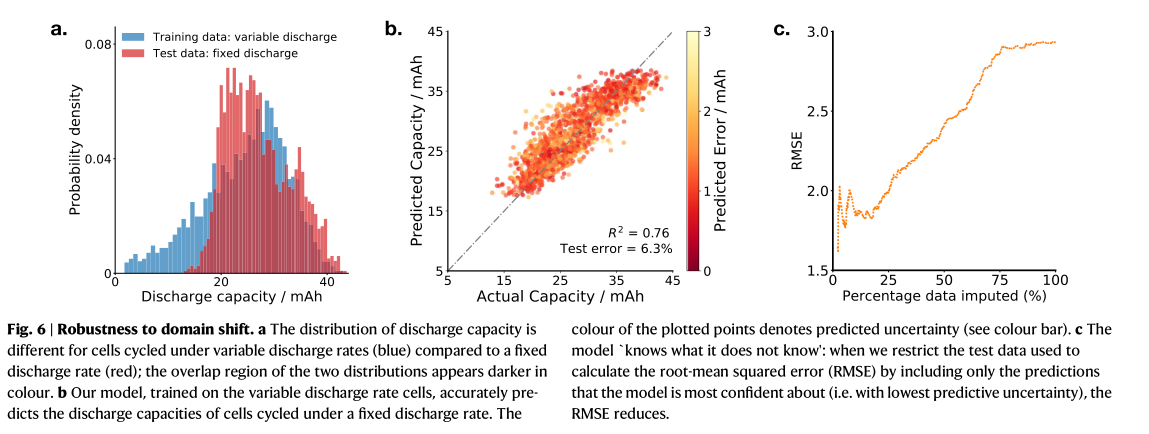 a.
Training data: variable discharge
Test data: fixed discharge
0.08
0.04
0
Probability density
0 20 40
Discharge capacity / mAh
b.
45
35
25
15
5
Predicted Capacity / mAh
R² = 0.76
Test error = 6.3%
5 15 25 35 45
Actual Capacity / mAh
3
2
1
0
Predicted Error / mAh
c.
3.0
2.5
2.0
1.5
RMSE
0 25 50 75 100
Percentage data imputed (%)
Fig. 6 | Robustness to domain shift. a The distribution of discharge capacity is
different for cells cycled under variable discharge rates (blue) compared to a fixed
discharge rate (red); the overlap region of the two distributions appears darker in
colour. b Our model, trained on the variable discharge rate cells, accurately pre-
dicts the discharge capacities of cells cycled under a fixed discharge rate. The
colour of the plotted points denotes predicted uncertainty (see colour bar). c The
model `knows what it does not know': when we restrict the test data used to
calculate the root-mean squared error (RMSE) by including only the predictions
that the model is most confident about (i.e. with lowest predictive uncertainty), the
RMSE reduces.